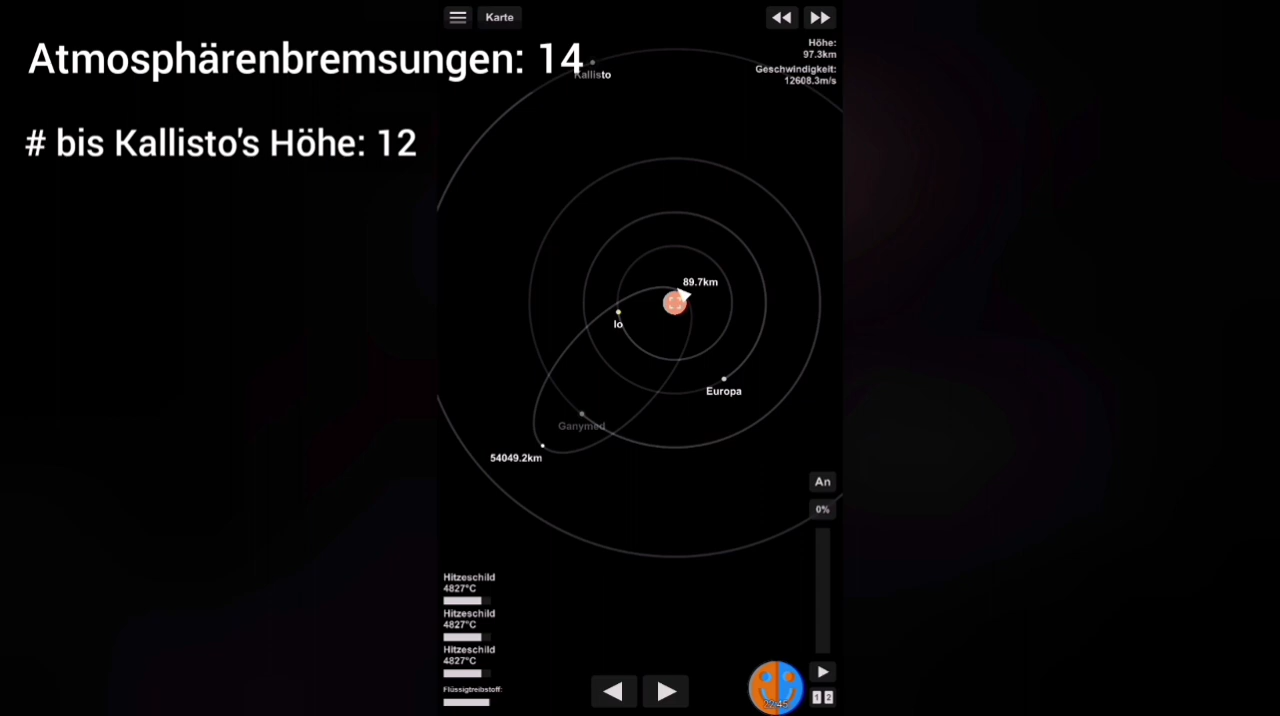 Karte
Atmosphärenbremsungen: 14
Höhe:
97.3km
Geschwindigkeit:
12608.3m/s
Kallisto
# bis Kallisto's Höhe: 12
89.7km
Io
Europa
Ganymed
54049.2km
An
0%
Hitzeschild
4827°C
Hitzeschild
4827°C
Hitzeschild
4827°C
Flüssigtreibstoff:
1 2